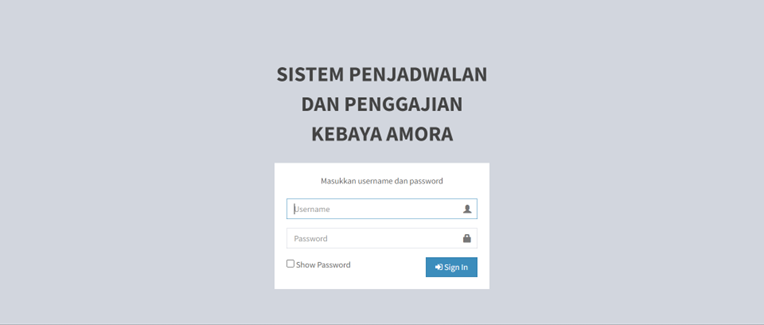 SISTEM PENJADWALAN
DAN PENGGAJIAN
KEBAYA AMORA
Masukkan username dan password
Username
Password
Show Password
Sign In